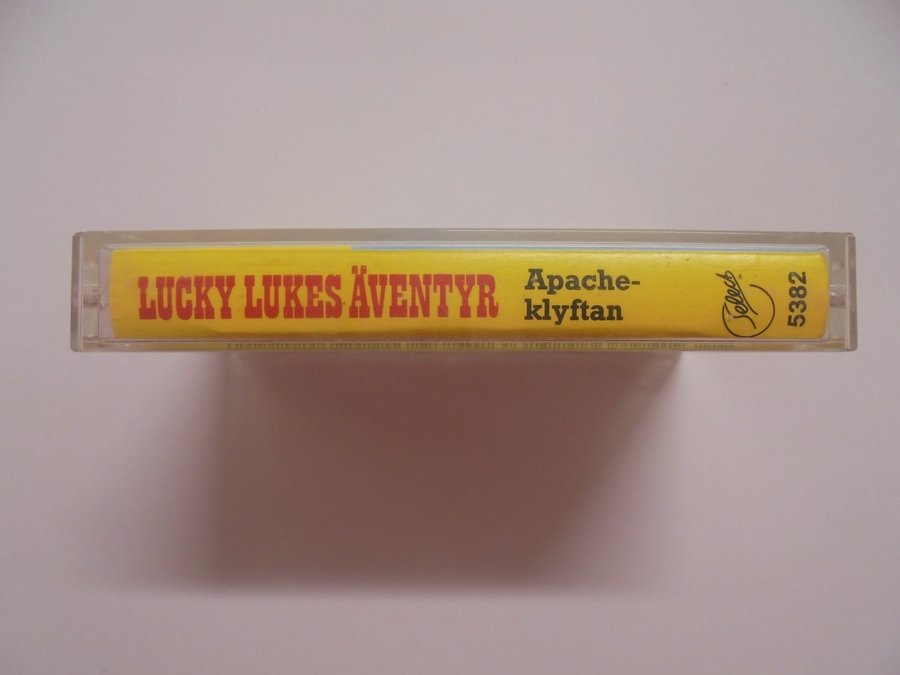 LUCKY LUKES ÄVENTYR
Apache-
klyftan
Select
5382